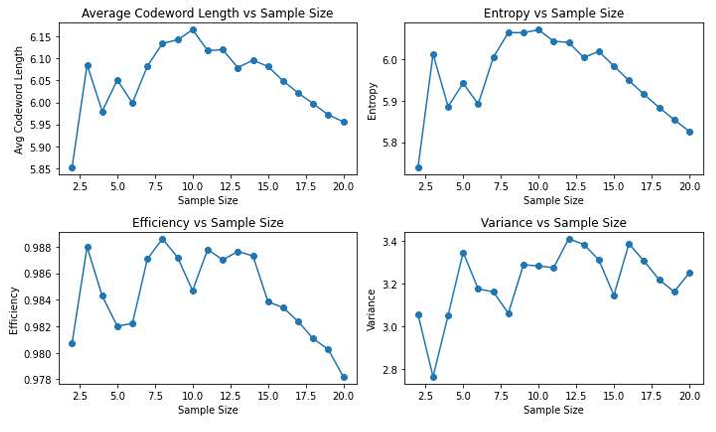 Average Codeword Length vs Sample Size
Avg Codeword Length
6.15
6.10
6.05
6.00
5.95
5.90
5.85
2.5 5.0 7.5 10.0 12.5 15.0 17.5 20.0
Sample Size
Entropy vs Sample Size
Entropy
6.0
5.9
5.8
2.5 5.0 7.5 10.0 12.5 15.0 17.5 20.0
Sample Size
Efficiency vs Sample Size
Efficiency
0.988
0.986
0.984
0.982
0.980
0.978
2.5 5.0 7.5 10.0 12.5 15.0 17.5 20.0
Sample Size
Variance vs Sample Size
Variance
3.4
3.2
3.0
2.8
2.5 5.0 7.5 10.0 12.5 15.0 17.5 20.0
Sample Size